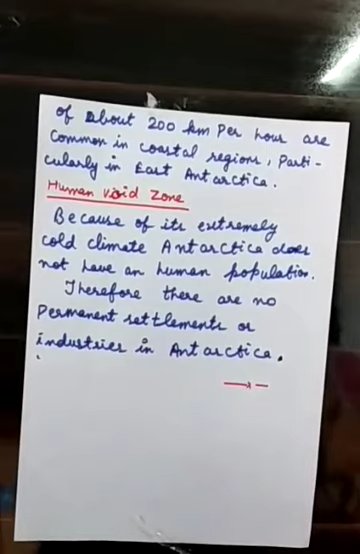 of about 200 km Per hour are
Common in coastal regions, Parti-
cularly in East Antarctica.
Human void Zone
Because of its extremely
cold climate Antarctica does
not have an human population.
Therefore there are no
Permanent settlements or
industries in Antarctica.